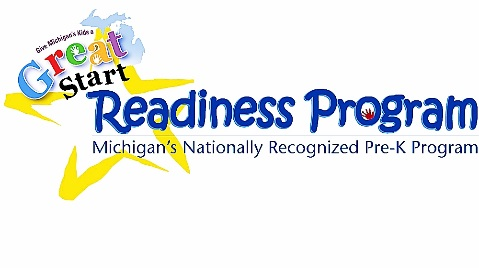 Give Michigan's Kids a
Great
Start
Readiness Program
Michigan's Nationally Recognized Pre-K Program